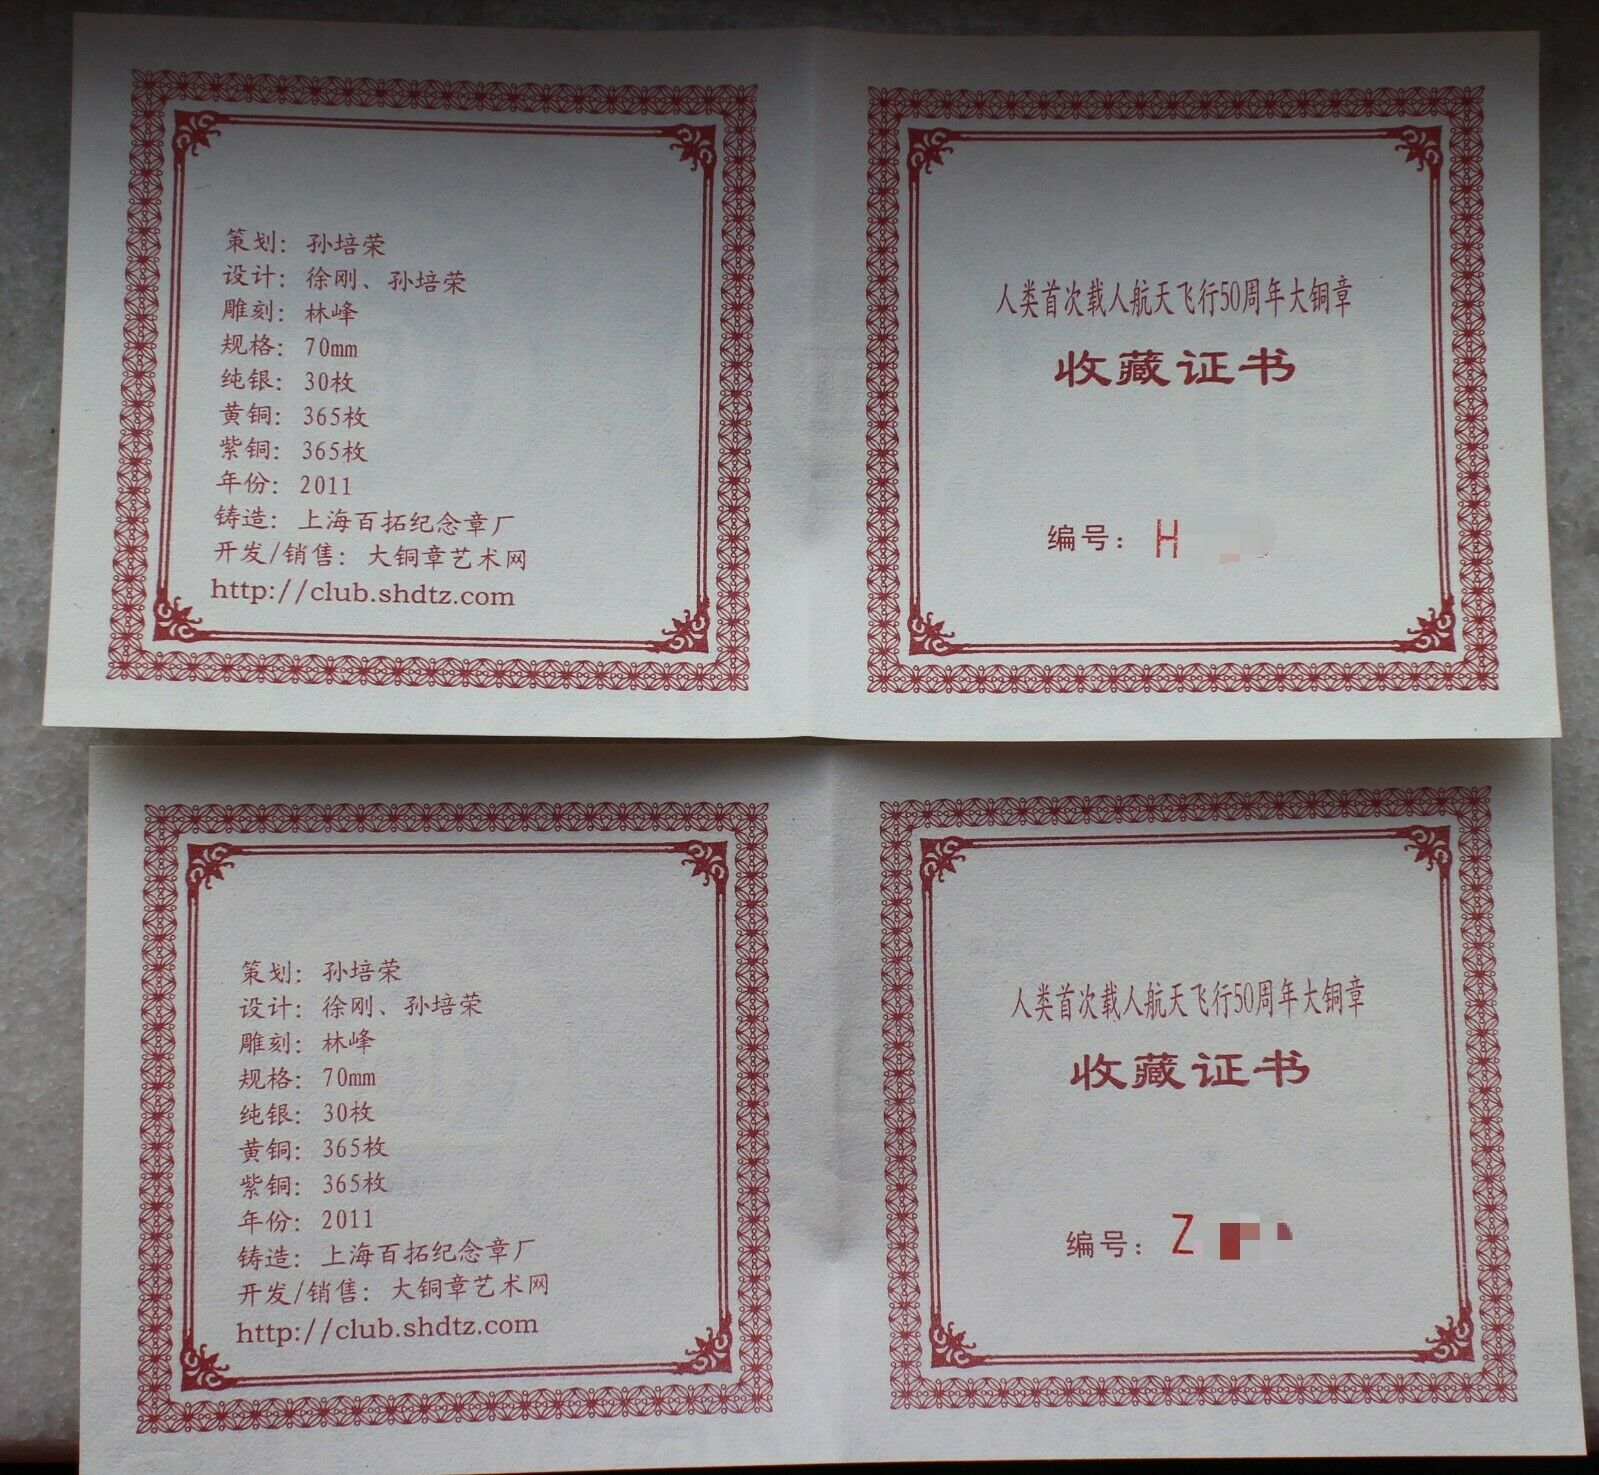 策划：孙培荣
设计：徐刚、孙培荣
雕刻：林峰
规格：70mm
纯银：30枚
黄铜：365枚
紫铜：365枚
年份：2011
铸造：上海百拓纪念章厂
开发/销售：大铜章艺术网
http://club.shdtz.com
人类首次载人航天飞行50周年大铜章
收藏证书
编号：H
策划：孙培荣
设计：徐刚、孙培荣
雕刻：林峰
规格：70mm
纯银：30枚
黄铜：365枚
紫铜：365枚
年份：2011
铸造：上海百拓纪念章厂
开发/销售：大铜章艺术网
http://club.shdtz.com
人类首次载人航天飞行50周年大铜章
收藏证书
编号：Z